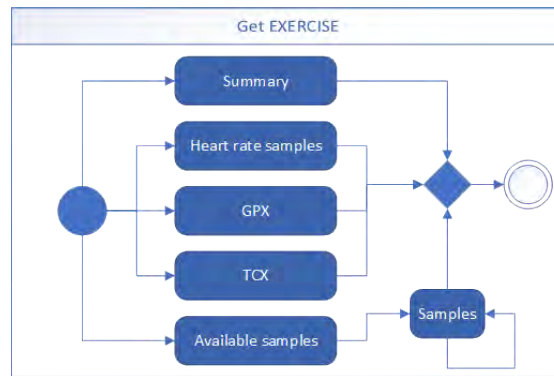 Get EXERCISE
Summary
Heart rate samples
GPX
TCX
Samples
Available samples